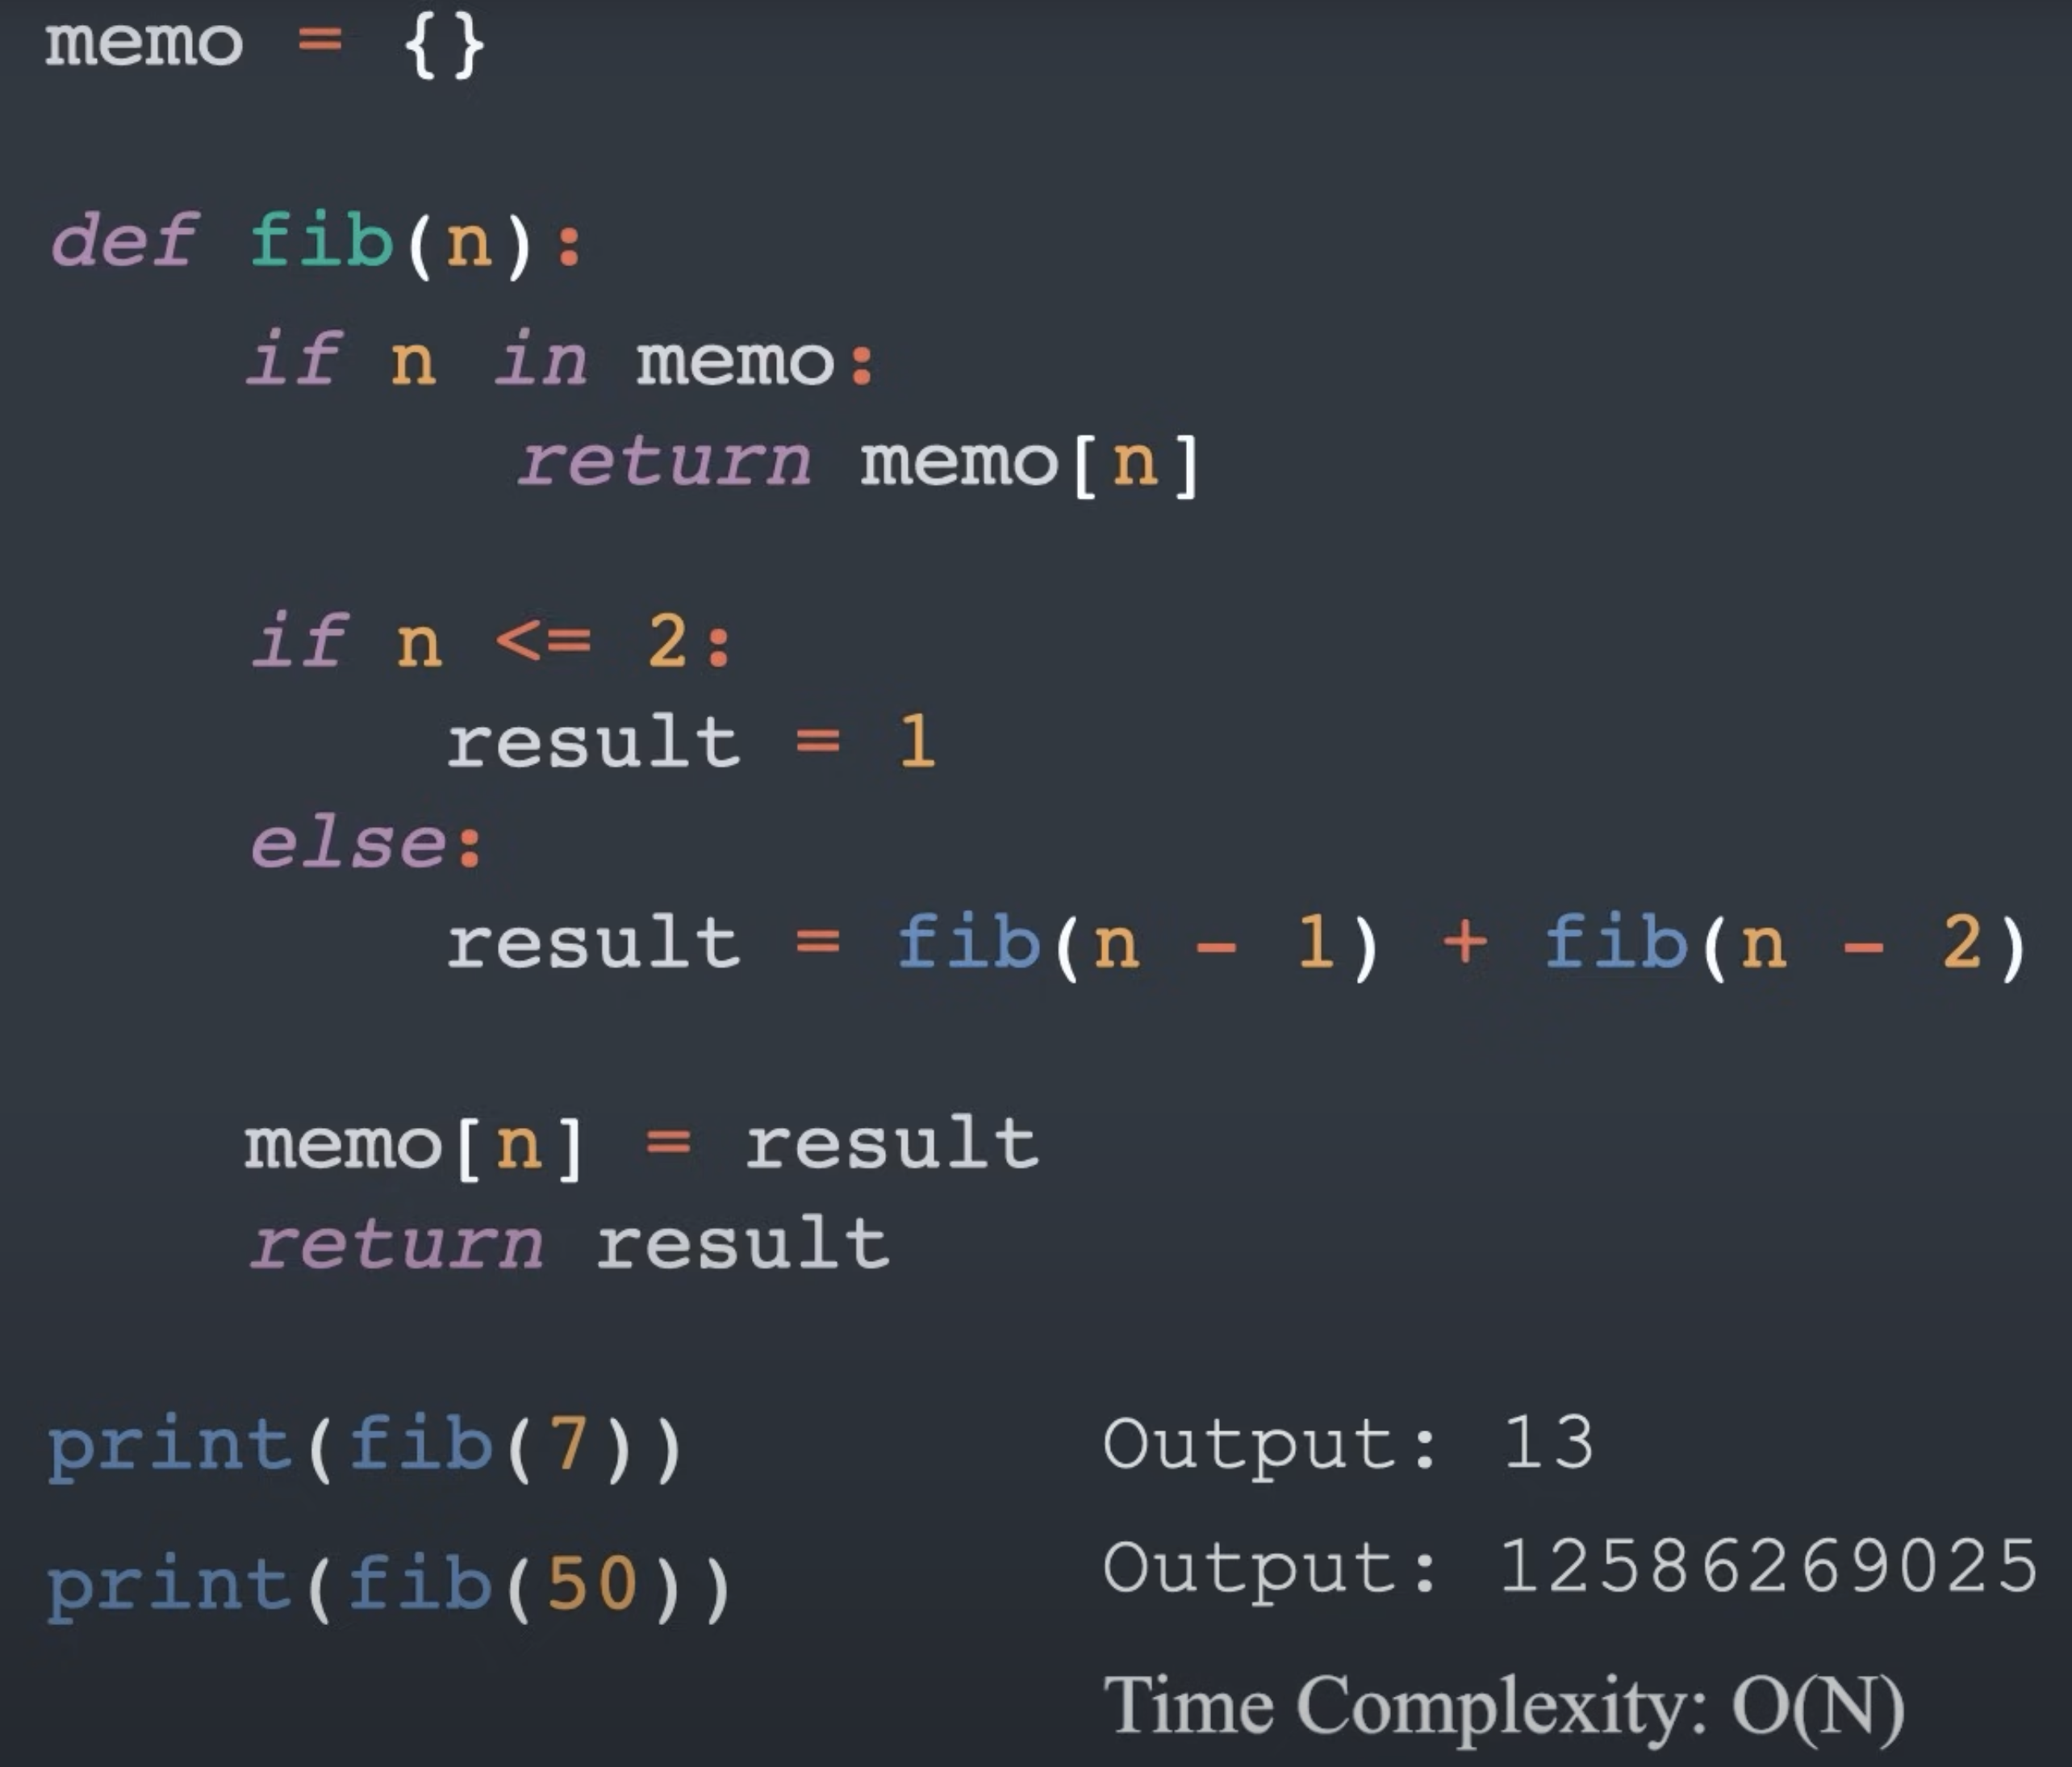 memo = {}
def fib(n):
if n in memo:
return memo[n]
if n <= 2:
result = 1
else:
result = fib(n - 1) + fib(n - 2)
memo[n] = result
return result
print(fib(7)) Output: 13
print(fib(50)) Output: 12586269025
Time Complexity: O(N)